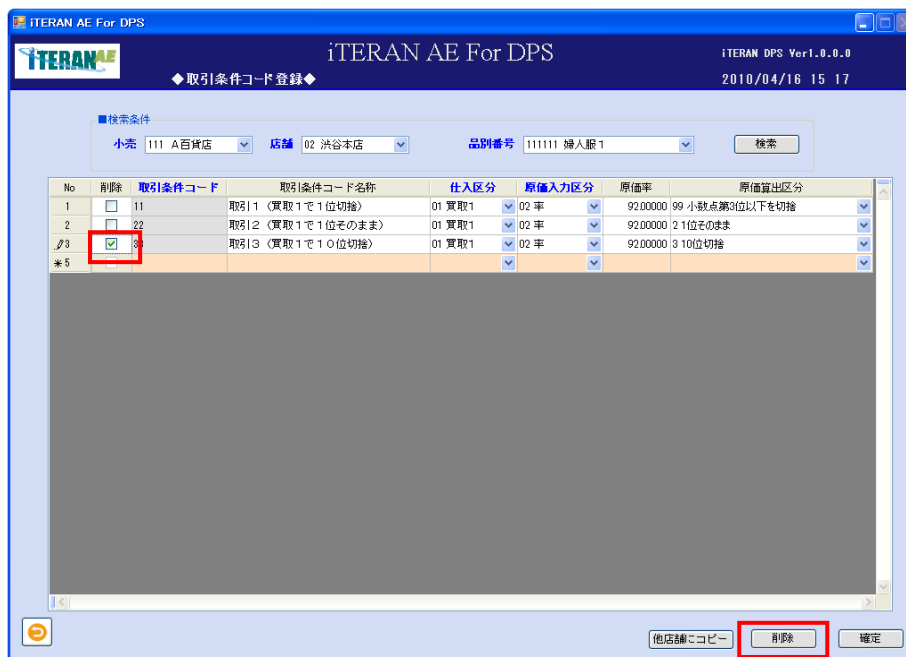 iTERAN AE For DPS
iTERAN AE
iTERAN AE For DPS
iTERAN DPS Ver1.0.0.0
◆取引条件コード登録◆
2010/04/16 15 17
■検索条件
小売 111 A百貨店 店舗 02 渋谷本店 品別番号 111111 婦人服1 検索
No 削除 取引条件コード 取引条件コード名称 仕入区分 原価入力区分 原価率 原価算出区分
1 11 取引1(買取1で1位切捨) 01 買取1 02 率 92.00000 99 小数点第3位以下を切捨
2 22 取引2(買取1で1位そのまま) 01 買取1 02 率 92.00000 2 1位そのまま
3 33 取引3(買取1で10位切捨) 01 買取1 02 率 92.00000 3 10位切捨
* 5
他店舗にコピー 削除 確定